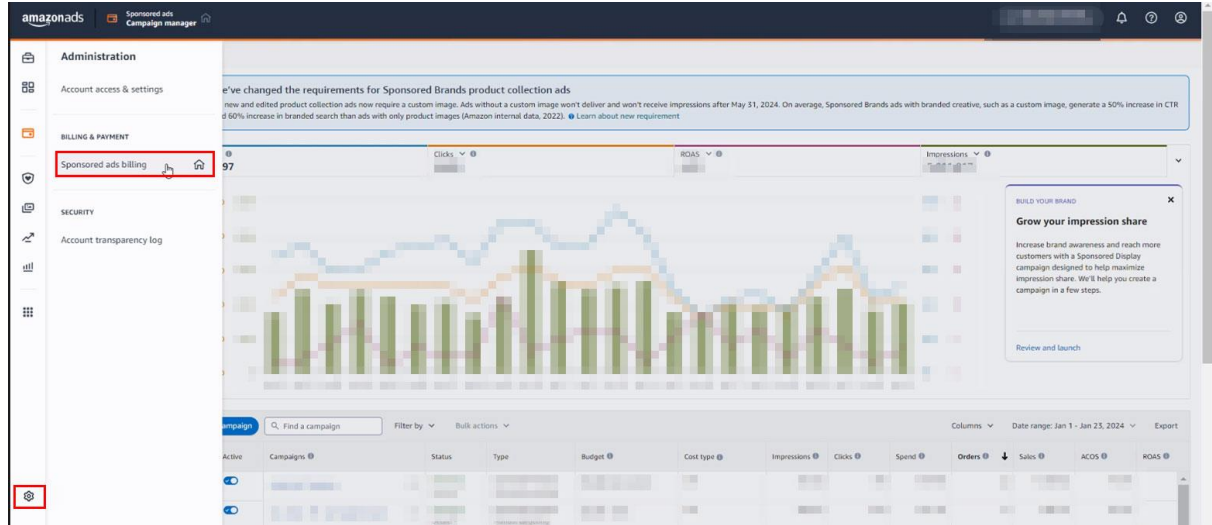 amazonads
Sponsored ads
Campaign manager
Administration
Account access & settings
BILLING & PAYMENT
Sponsored ads billing
SECURITY
Account transparency log
e've changed the requirements for Sponsored Brands product collection ads
new and edited product collection ads now require a custom image. Ads without a custom image won't deliver and won't receive impressions after May 31, 2024. On average, Sponsored Brands ads with branded creative, such as a custom image, generate a 50% increase in CTR
d 60% increase in branded search than ads with only product images (Amazon internal data, 2022). Learn about new requirement
97
Clicks
ROAS
Impressions
BUILD YOUR BRAND
Grow your impression share
Increase brand awareness and reach more
customers with a Sponsored Display
campaign designed to help maximize
impression share. We'll help you create a
campaign in a few steps.
Review and launch
ampaign
Find a campaign
Filter by
Bulk actions
Columns
Date range: Jan 1 - Jan 23, 2024
Export
Active Campaigns Status Type Budget Cost type Impressions Clicks Spend Orders Sales ACOS ROAS